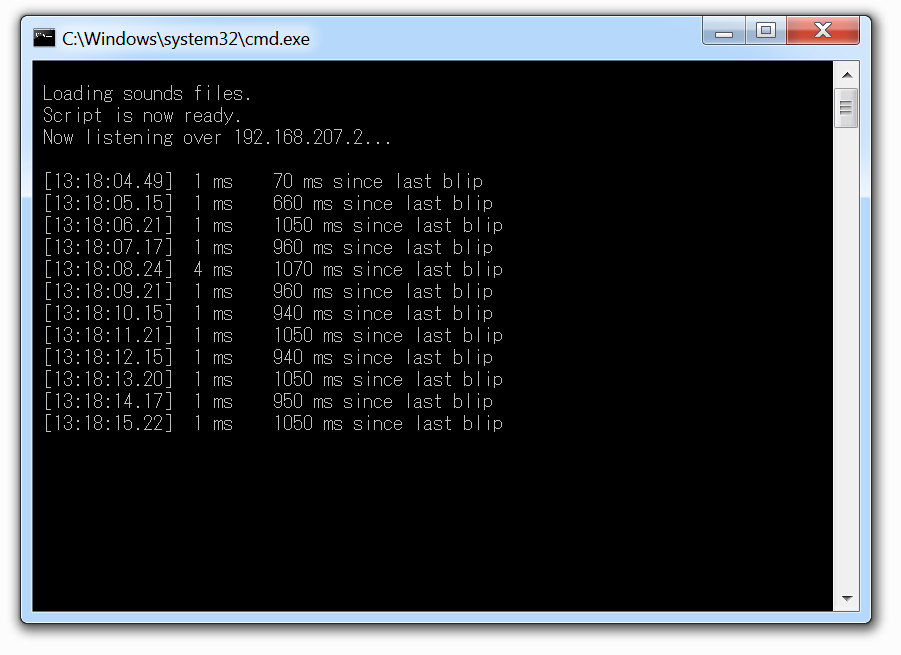 C:\Windows\system32\cmd.exe
Loading sounds files.
Script is now ready.
Now listening over 192.168.207.2...
[13:18:04.49]  1 ms    70 ms since last blip
[13:18:05.15]  1 ms    660 ms since last blip
[13:18:06.21]  1 ms    1050 ms since last blip
[13:18:07.17]  1 ms    960 ms since last blip
[13:18:08.24]  4 ms    1070 ms since last blip
[13:18:09.21]  1 ms    960 ms since last blip
[13:18:10.15]  1 ms    940 ms since last blip
[13:18:11.21]  1 ms    1050 ms since last blip
[13:18:12.15]  1 ms    940 ms since last blip
[13:18:13.20]  1 ms    1050 ms since last blip
[13:18:14.17]  1 ms    950 ms since last blip
[13:18:15.22]  1 ms    1050 ms since last blip